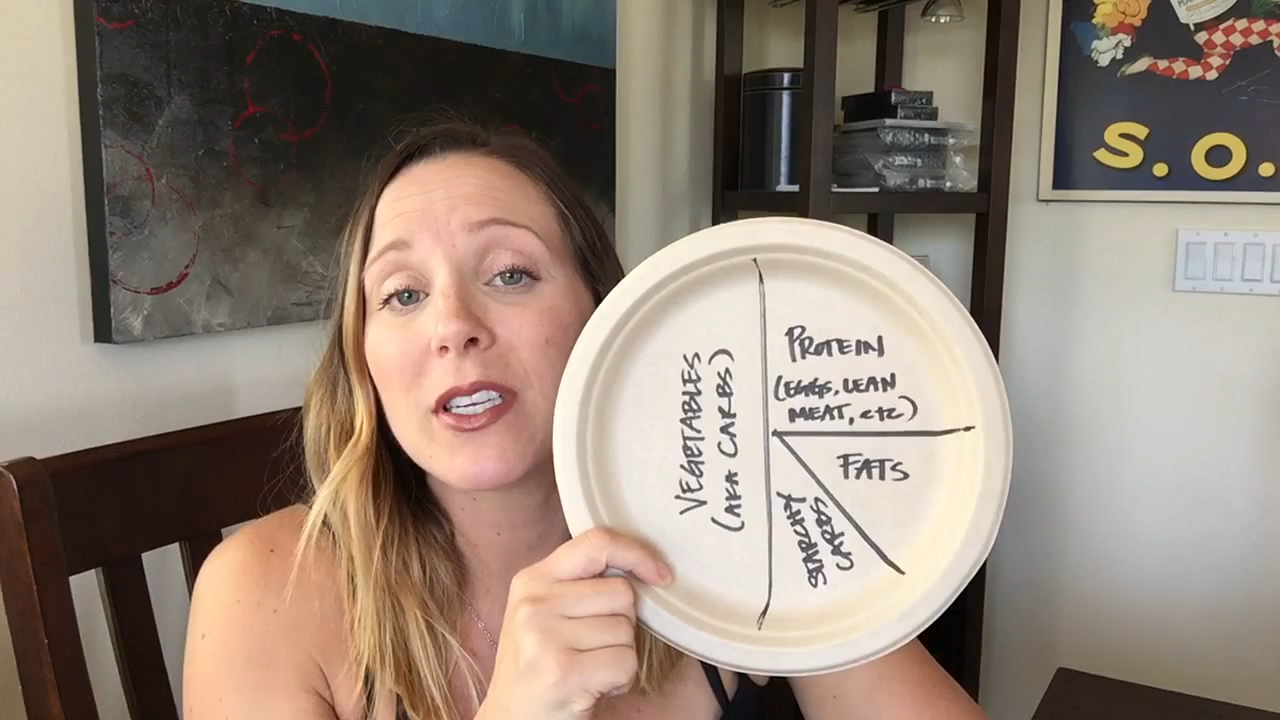 VEGETABLES
(AKA CARBS)
PROTEIN
(EGGS, LEAN
MEAT, etc)
FATS
STARCHY
CARBS
S. O.